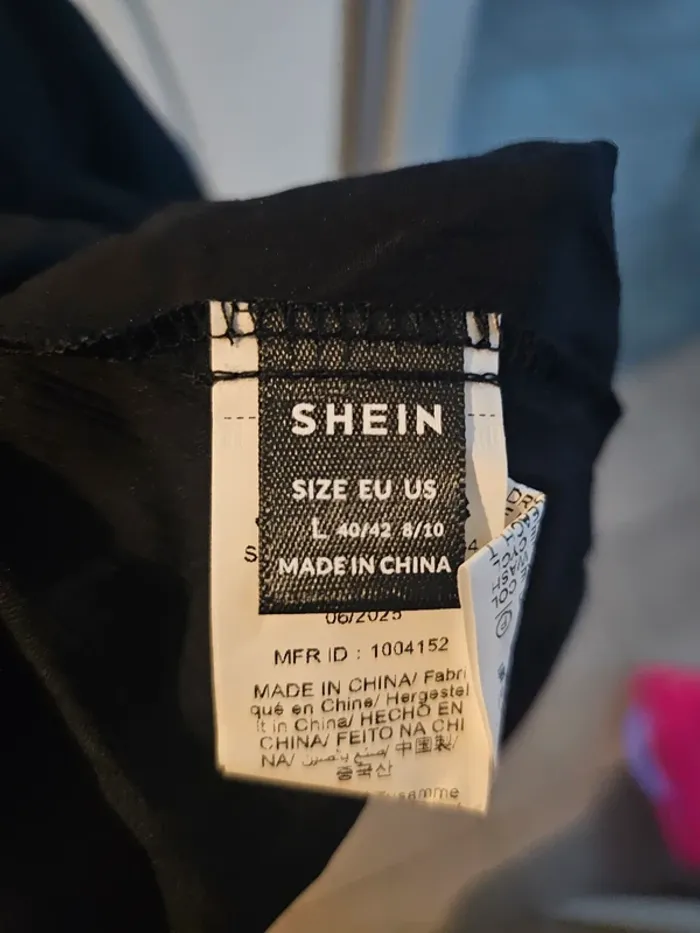 SHEIN
SIZE EU US
L 40/42 8/10
MADE IN CHINA
06/2025
MFR ID : 1004152
MADE IN CHINA/ Fabri
qué en Chine/ Hergestel
lt in China/ HECHO EN
CHINA/ FEITO NA CHI
NA/ 中国製/
중국산